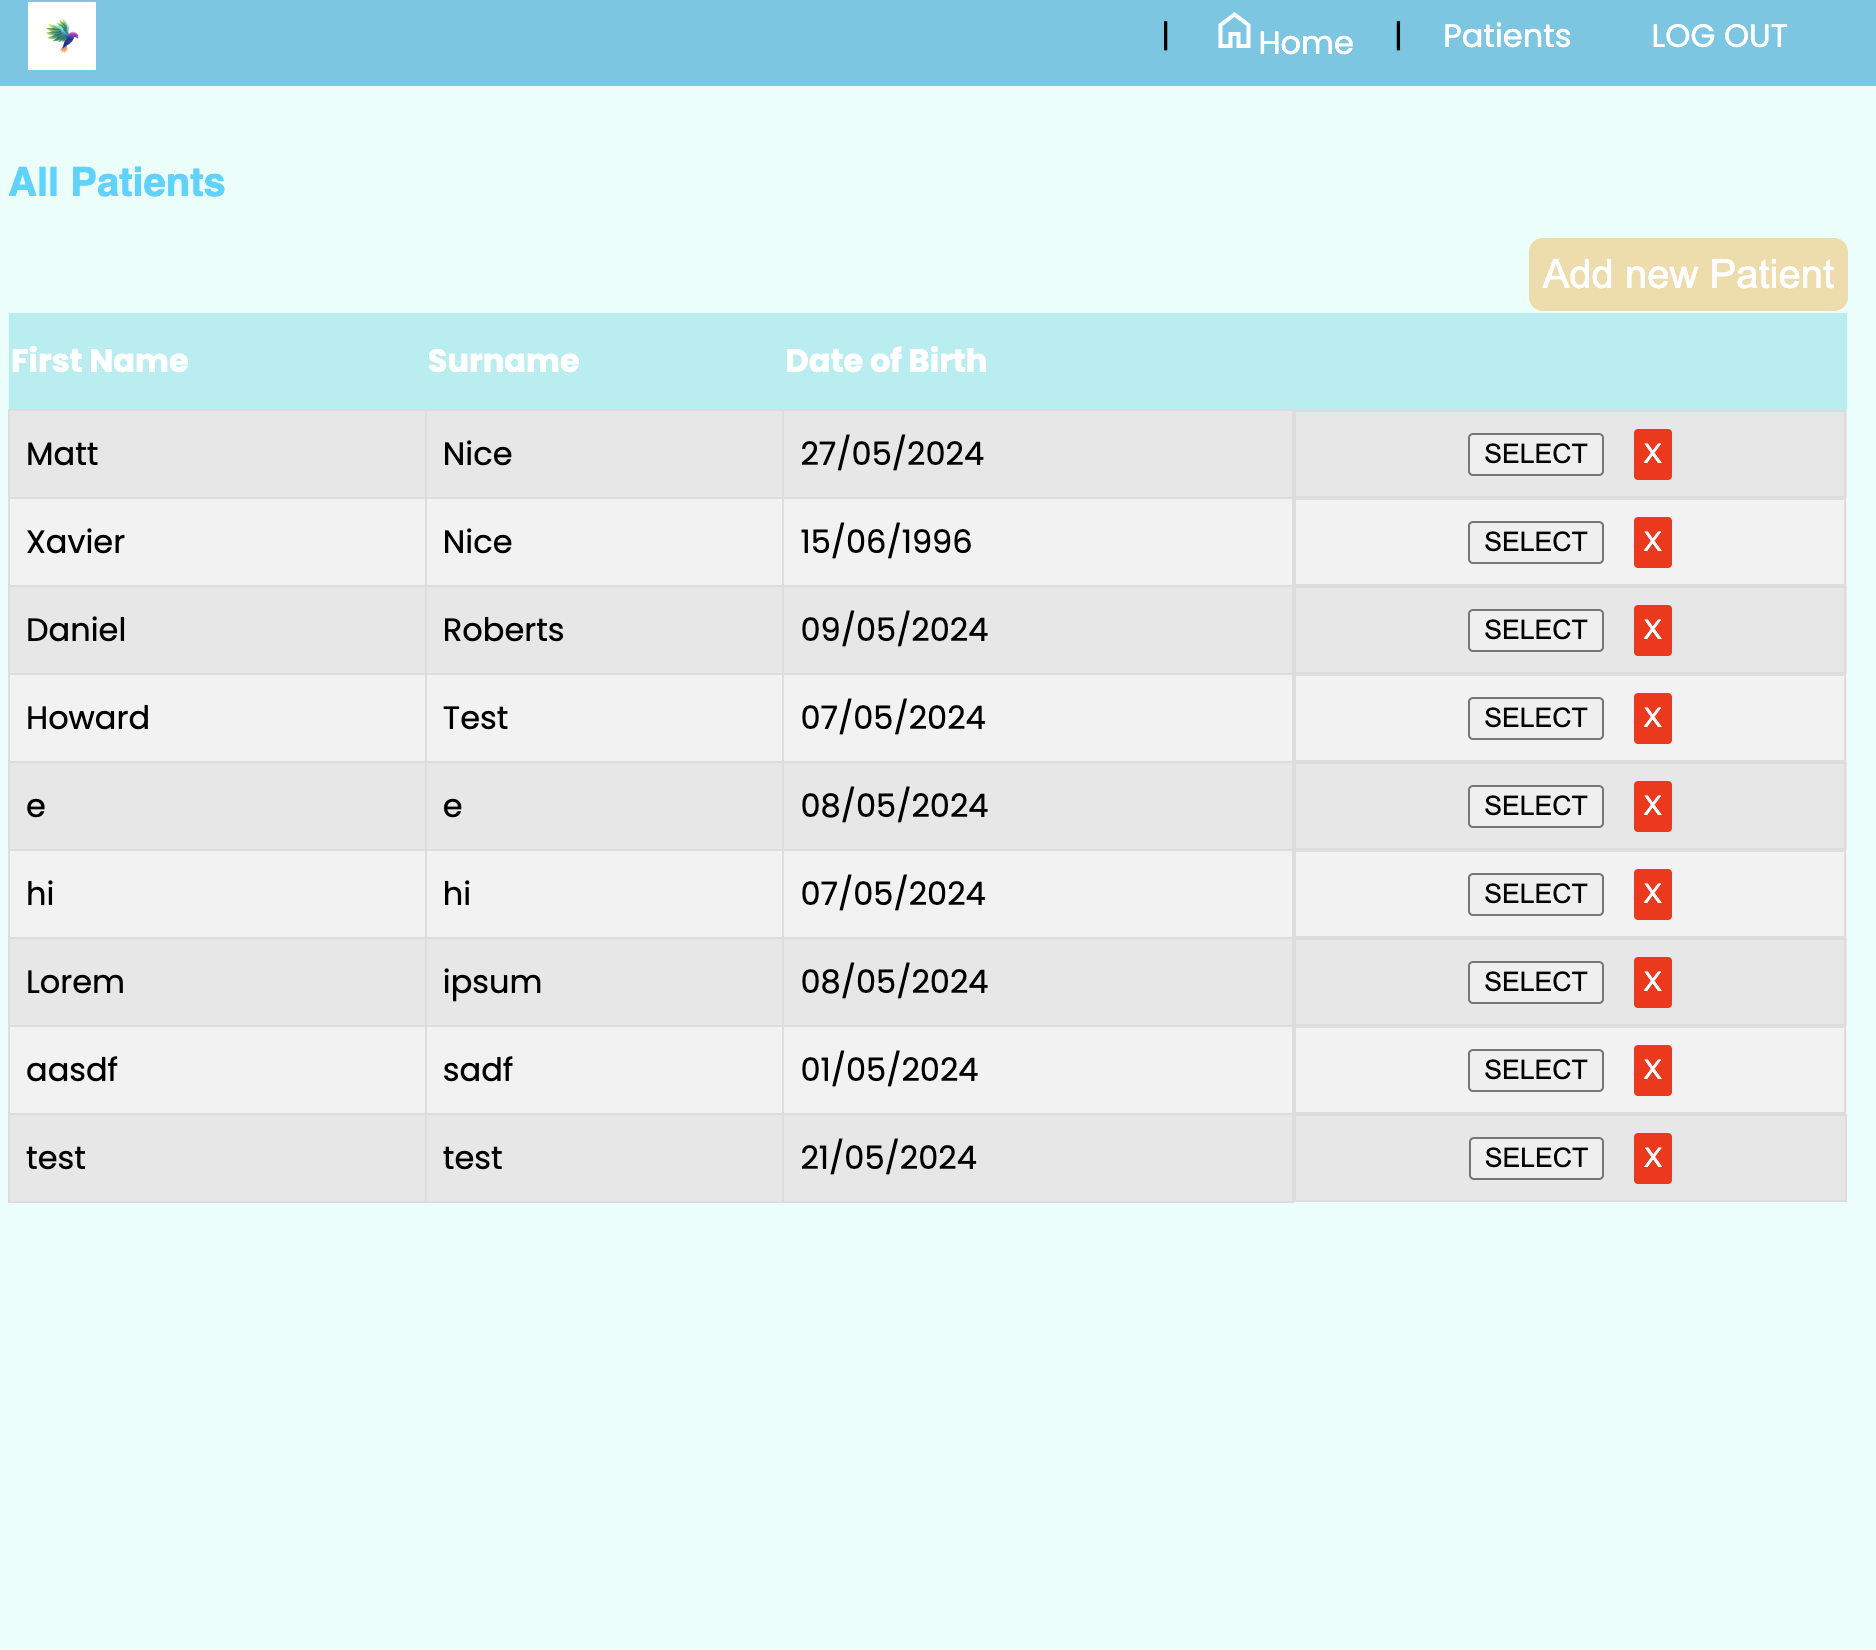 | Home | Patients LOG OUT
All Patients
Add new Patient
First Name Surname Date of Birth
Matt Nice 27/05/2024 SELECT X
Xavier Nice 15/06/1996 SELECT X
Daniel Roberts 09/05/2024 SELECT X
Howard Test 07/05/2024 SELECT X
e e 08/05/2024 SELECT X
hi hi 07/05/2024 SELECT X
Lorem ipsum 08/05/2024 SELECT X
aasdf sadf 01/05/2024 SELECT X
test test 21/05/2024 SELECT X